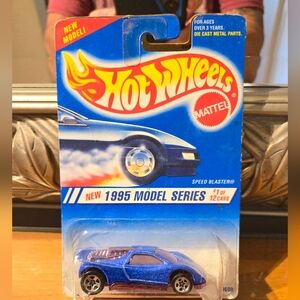 NEW
MODEL!
FOR AGES
OVER 3 YEARS.
DIE CAST METAL PARTS.
Hot Wheels
MATTEL
SPEED BLASTER®
NEW 1995 MODEL SERIES #1 OF
12 CARS